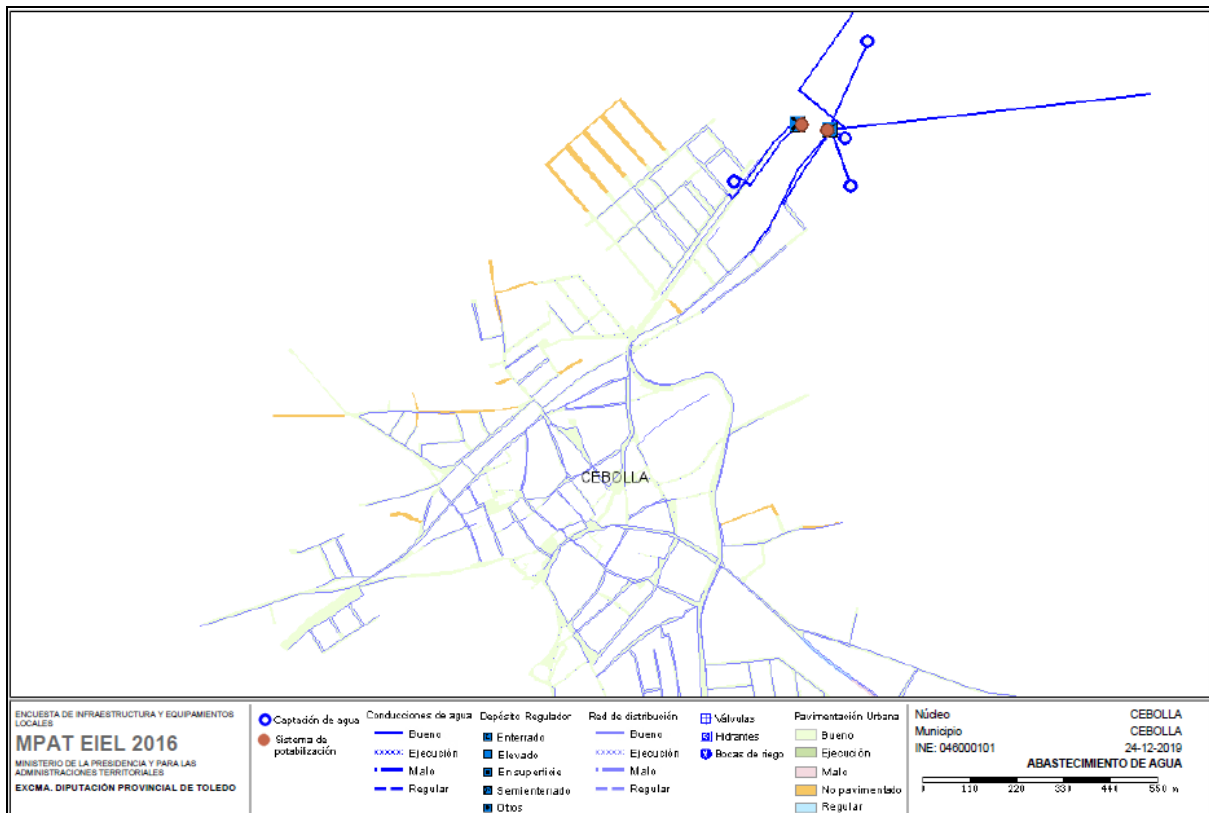 CEBOLLA
ENCUESTA DE INFRAESTRUCTURA Y EQUIPAMIENTOS
LOCALES
MPAT EIEL 2016
MINISTERIO DE LA PRESIDENCIA Y PARA LAS
ADMINISTRACIONES TERRITORIALES
EXCMA. DIPUTACIÓN PROVINCIAL DE TOLEDO
Captación de agua
Sistema de
potabilización
Conducciones de agua
Bueno
Ejecución
Malo
Regular
Depósito Regulador
Enterrado
Elevado
En superficie
Semienterrado
Otros
Red de distribución
Bueno
Ejecución
Malo
Regular
Válvulas
Hidrantes
Bocas de riego
Pavimentación Urbana
Bueno
Ejecución
Malo
No pavimentado
Regular
Núcleo CEBOLLA
Municipio CEBOLLA
INE: 046000101 24-12-2019
ABASTECIMIENTO DE AGUA
0 110 220 330 440 550 m